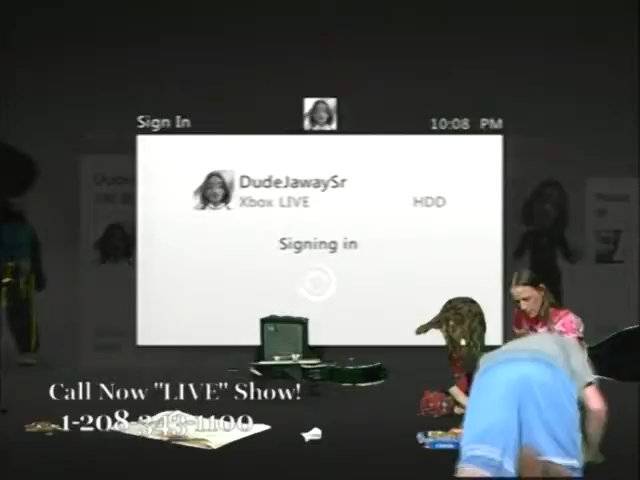 Sign In
10:08 PM
DudeJawaySr
Xbox LIVE
HDD
Signing in
Call Now "LIVE" Show!
1-208-343-1100